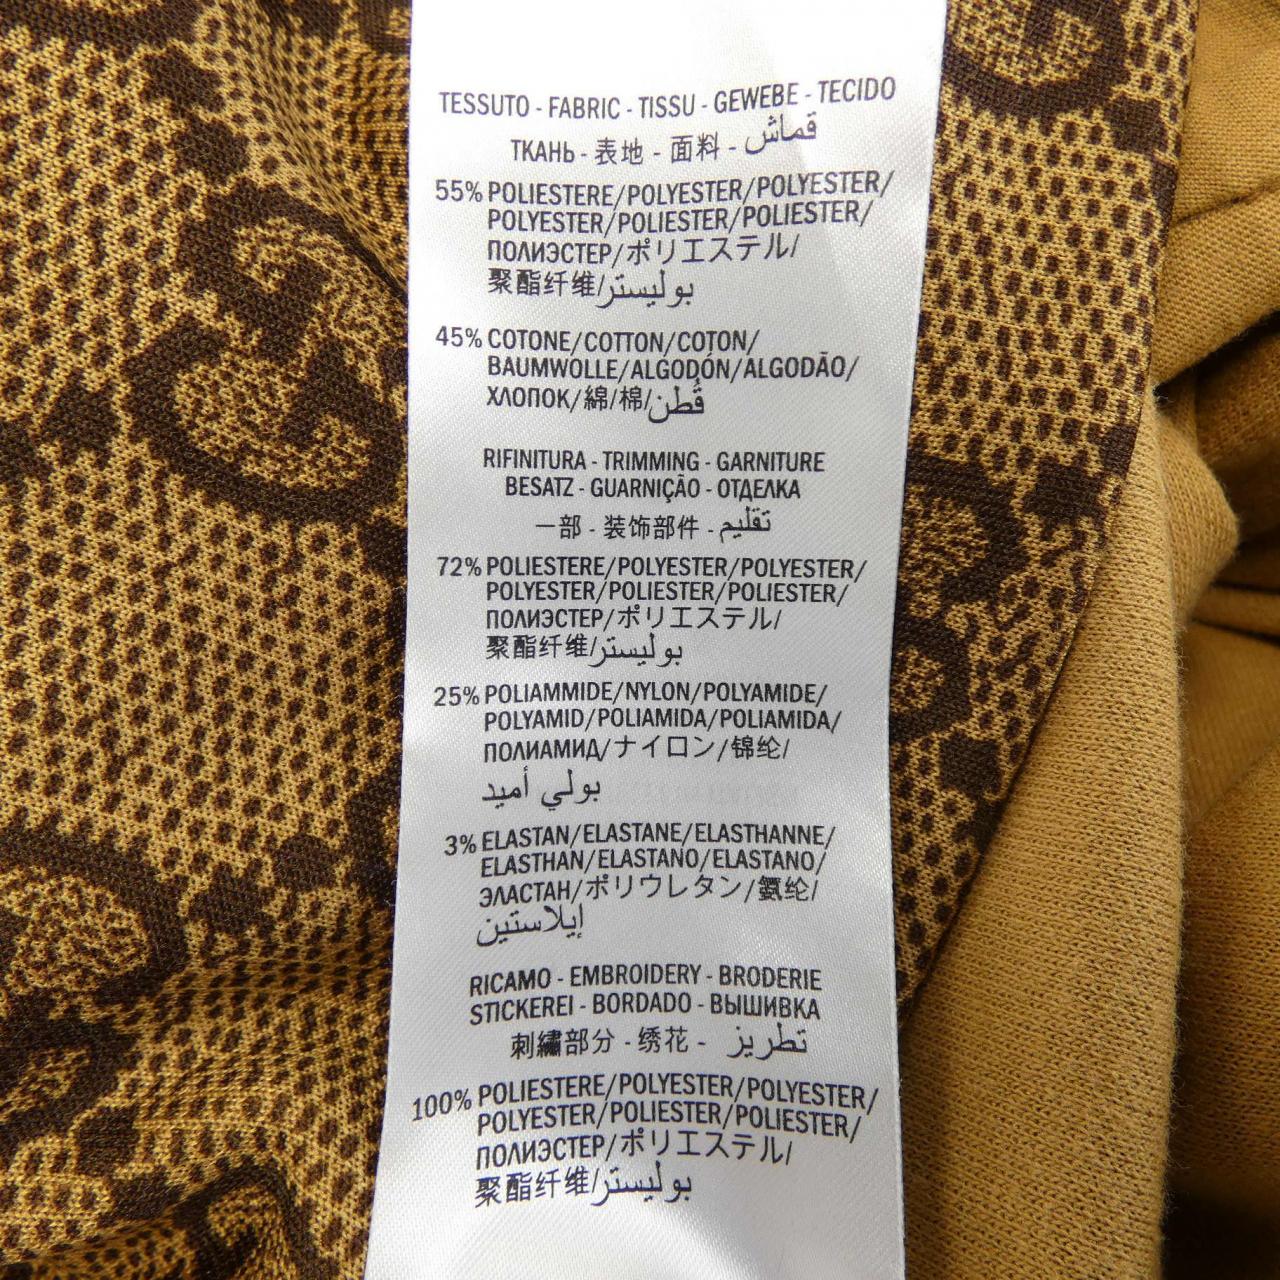 TESSUTO - FABRIC - TISSU - GEWEBE - TECIDO
ТКАНЬ - 表地 - 面料 - قماش
55% POLIESTERE/POLYESTER/POLYESTER/
POLYESTER/POLIESTER/POLIESTER/
ПОЛИЭСТЕР/ポリエステル/
聚酯纤维/بوليستر
45% COTONE/COTTON/COTON/
BAUMWOLLE/ALGODÓN/ALGODÃO/
ХЛОПОК/綿/棉/قُطن
RIFINITURA - TRIMMING - GARNITURE
BESATZ - GUARNIÇÃO - ОТДЕЛКА
一部 - 装饰部件 - تقليم
72% POLIESTERE/POLYESTER/POLYESTER/
POLYESTER/POLIESTER/POLIESTER/
ПОЛИЭСТЕР/ポリエステル/
聚酯纤维/بوليستر
25% POLIAMMIDE/NYLON/POLYAMIDE/
POLYAMID/POLIAMIDA/POLIAMIDA/
ПОЛИАМИД/ナイロン/锦纶/
بولي أميد
3% ELASTAN/ELASTANE/ELASTHANNE/
ELASTHAN/ELASTANO/ELASTANO/
ЭЛАСТАН/ポリウレタン/氨纶/
إيلاستين
RICAMO - EMBROIDERY - BRODERIE
STICKEREI - BORDADO - ВЫШИВКА
刺繍部分 - 绣花 - تطريز
100% POLIESTERE/POLYESTER/POLYESTER/
POLYESTER/POLIESTER/POLIESTER/
ПОЛИЭСТЕР/ポリエステル/
聚酯纤维/بوليستر